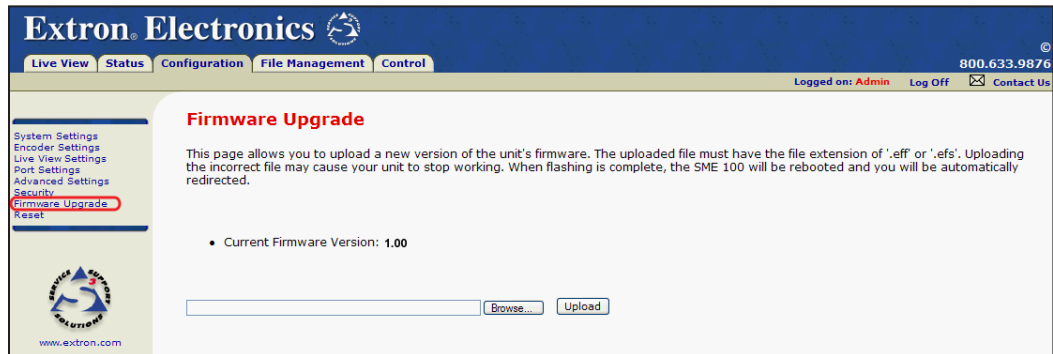 Extron® Electronics
©
800.633.9876
Live View Status Configuration File Management Control
Logged on: Admin Log Off Contact Us
System Settings
Encoder Settings
Live View Settings
Port Settings
Advanced Settings
Security
Firmware Upgrade
Reset
SERVICE SUPPORT SOLUTIONS
S3
www.extron.com
Firmware Upgrade
This page allows you to upload a new version of the unit's firmware. The uploaded file must have the file extension of '.eff' or '.efs'. Uploading
the incorrect file may cause your unit to stop working. When flashing is complete, the SME 100 will be rebooted and you will be automatically
redirected.
• Current Firmware Version: 1.00
Browse... Upload